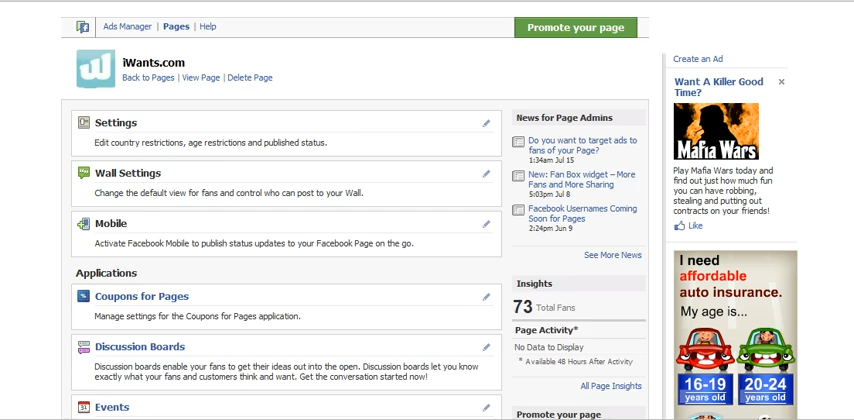 Ads Manager | Pages | Help
Promote your page
iWants.com
Back to Pages | View Page | Delete Page
Settings
Edit country restrictions, age restrictions and published status.
Wall Settings
Change the default view for fans and control who can post to your Wall.
Mobile
Activate Facebook Mobile to publish status updates to your Facebook Page on the go.
Applications
Coupons for Pages
Manage settings for the Coupons for Pages application.
Discussion Boards
Discussion boards enable your fans to get their ideas out into the open. Discussion boards let you know
exactly what your fans and customers think and want. Get the conversation started now!
Events
News for Page Admins
Do you want to target ads to
fans of your Page?
1:34am Jul 15
New: Fan Box widget – More
Fans and More Sharing
5:03pm Jul 8
Facebook Usernames Coming
Soon for Pages
2:24pm Jun 9
See More News
Insights
73 Total Fans
Page Activity*
No Data to Display
* Available 48 Hours After Activity
All Page Insights
Promote your page
Create an Ad
Want A Killer Good
Time?
Mafia Wars
Play Mafia Wars today and
find out just how much fun
you can have robbing,
stealing and putting out
contracts on your friends!
Like
I need
affordable
auto insurance.
My age is...
16-19
years old
20-24
years old